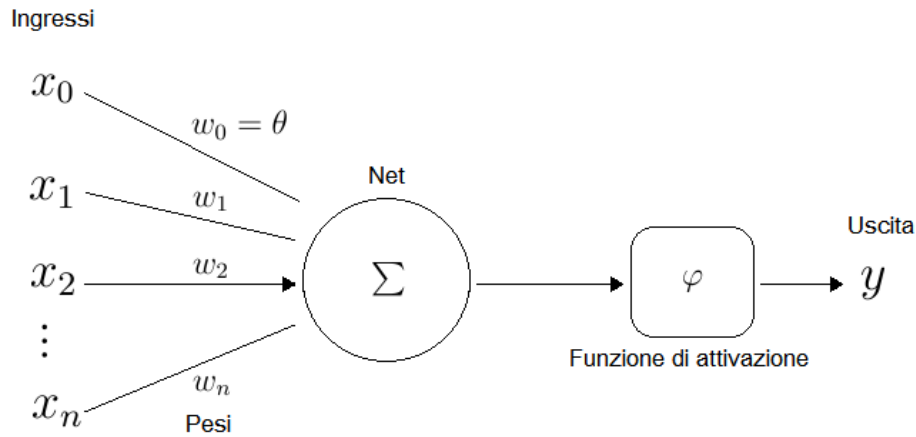 Ingressi
x₀
w₀ = θ
x₁
w₁
Net
x₂
w₂
Σ
φ
Uscita
y
⋮
Funzione di attivazione
xₙ
wₙ
Pesi